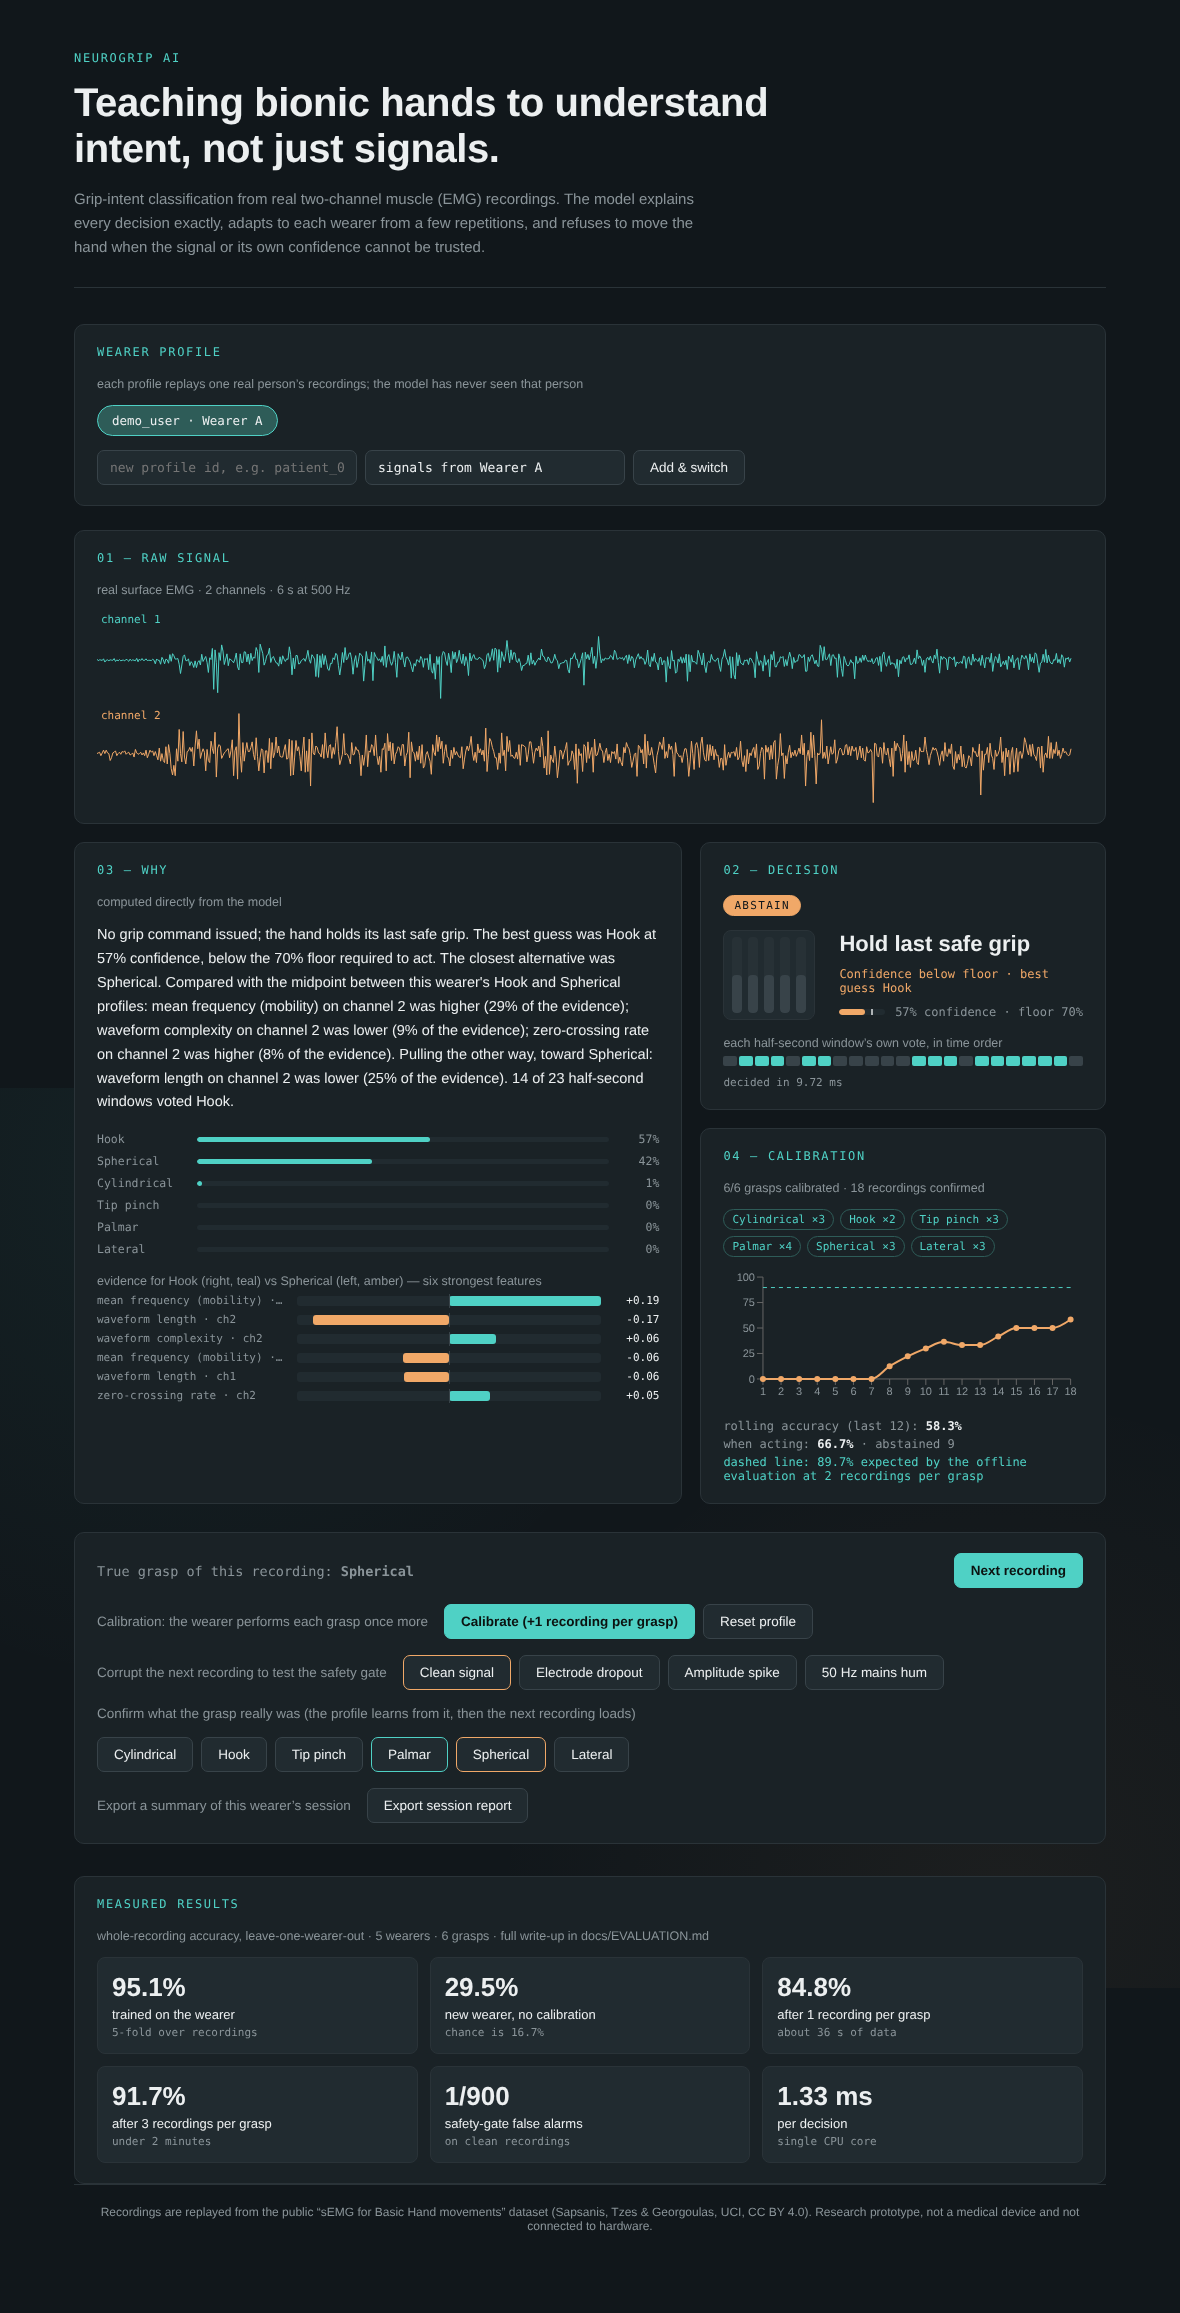 NEUROGRIP AI
Teaching bionic hands to understand
intent, not just signals.
Grip-intent classification from real two-channel muscle (EMG) recordings. The model explains
every decision exactly, adapts to each wearer from a few repetitions, and refuses to move the
hand when the signal or its own confidence cannot be trusted.
WEARER PROFILE
each profile replays one real person’s recordings; the model has never seen that person
demo_user · Wearer A
new profile id, e.g. patient_0
signals from Wearer A
Add & switch
01 — RAW SIGNAL
real surface EMG · 2 channels · 6 s at 500 Hz
channel 1
channel 2
03 — WHY
computed directly from the model
No grip command issued; the hand holds its last safe grip. The best guess was Hook at
57% confidence, below the 70% floor required to act. The closest alternative was
Spherical. Compared with the midpoint between this wearer's Hook and Spherical
profiles: mean frequency (mobility) on channel 2 was higher (29% of the evidence);
waveform complexity on channel 2 was lower (9% of the evidence); zero-crossing rate
on channel 2 was higher (8% of the evidence). Pulling the other way, toward Spherical:
waveform length on channel 2 was lower (25% of the evidence). 14 of 23 half-second
windows voted Hook.
Hook 57%
Spherical 42%
Cylindrical 1%
Tip pinch 0%
Palmar 0%
Lateral 0%
evidence for Hook (right, teal) vs Spherical (left, amber) — six strongest features
mean frequency (mobility) ·… +0.19
waveform length · ch2 -0.17
waveform complexity · ch2 +0.06
mean frequency (mobility) ·… -0.06
waveform length · ch1 -0.06
zero-crossing rate · ch2 +0.05
02 — DECISION
ABSTAIN
Hold last safe grip
Confidence below floor · best
guess Hook
57% confidence · floor 70%
each half-second window’s own vote, in time order
decided in 9.72 ms
04 — CALIBRATION
6/6 grasps calibrated · 18 recordings confirmed
Cylindrical ×3 Hook ×2 Tip pinch ×3
Palmar ×4 Spherical ×3 Lateral ×3
100
75
50
25
0
1 2 3 4 5 6 7 8 9 10 11 12 13 14 15 16 17 18
rolling accuracy (last 12): 58.3%
when acting: 66.7% · abstained 9
dashed line: 89.7% expected by the offline
evaluation at 2 recordings per grasp
True grasp of this recording: Spherical
Next recording
Calibration: the wearer performs each grasp once more
Calibrate (+1 recording per grasp)
Reset profile
Corrupt the next recording to test the safety gate
Clean signal
Electrode dropout
Amplitude spike
50 Hz mains hum
Confirm what the grasp really was (the profile learns from it, then the next recording loads)
Cylindrical
Hook
Tip pinch
Palmar
Spherical
Lateral
Export a summary of this wearer’s session
Export session report
MEASURED RESULTS
whole-recording accuracy, leave-one-wearer-out · 5 wearers · 6 grasps · full write-up in docs/EVALUATION.md
95.1%
trained on the wearer
5-fold over recordings
29.5%
new wearer, no calibration
chance is 16.7%
84.8%
after 1 recording per grasp
about 36 s of data
91.7%
after 3 recordings per grasp
under 2 minutes
1/900
safety-gate false alarms
on clean recordings
1.33 ms
per decision
single CPU core
Recordings are replayed from the public “sEMG for Basic Hand movements” dataset (Sapsanis, Tzes & Georgoulas, UCI, CC BY 4.0). Research prototype, not a medical device and not
connected to hardware.